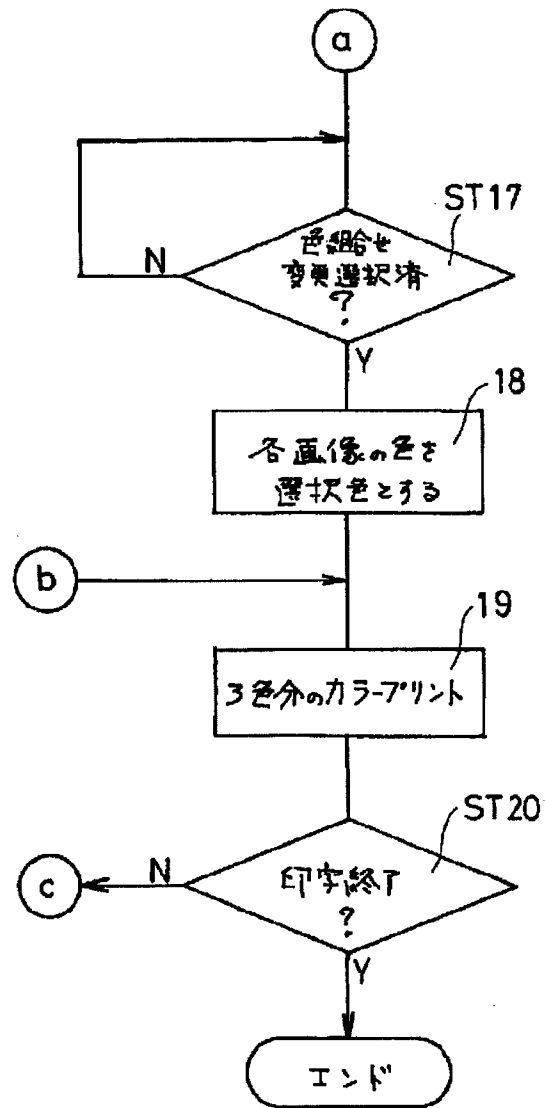 a
ST17
色組合せ
変更選択済
?
N
Y
18
各画像の色を
選択色とする
b
19
3色分のカラープリント
ST20
印字終了
?
N
c
Y
エンド